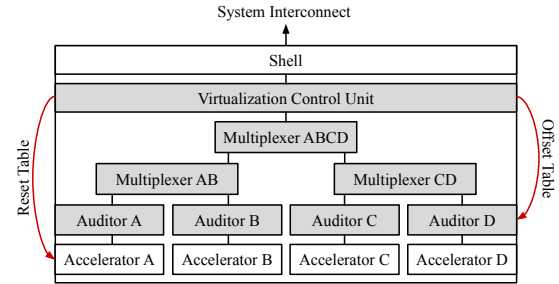 System Interconnect
Shell
Virtualization Control Unit
Multiplexer ABCD
Multiplexer AB
Multiplexer CD
Reset Table
Offset Table
Auditor A
Auditor B
Auditor C
Auditor D
Accelerator A
Accelerator B
Accelerator C
Accelerator D